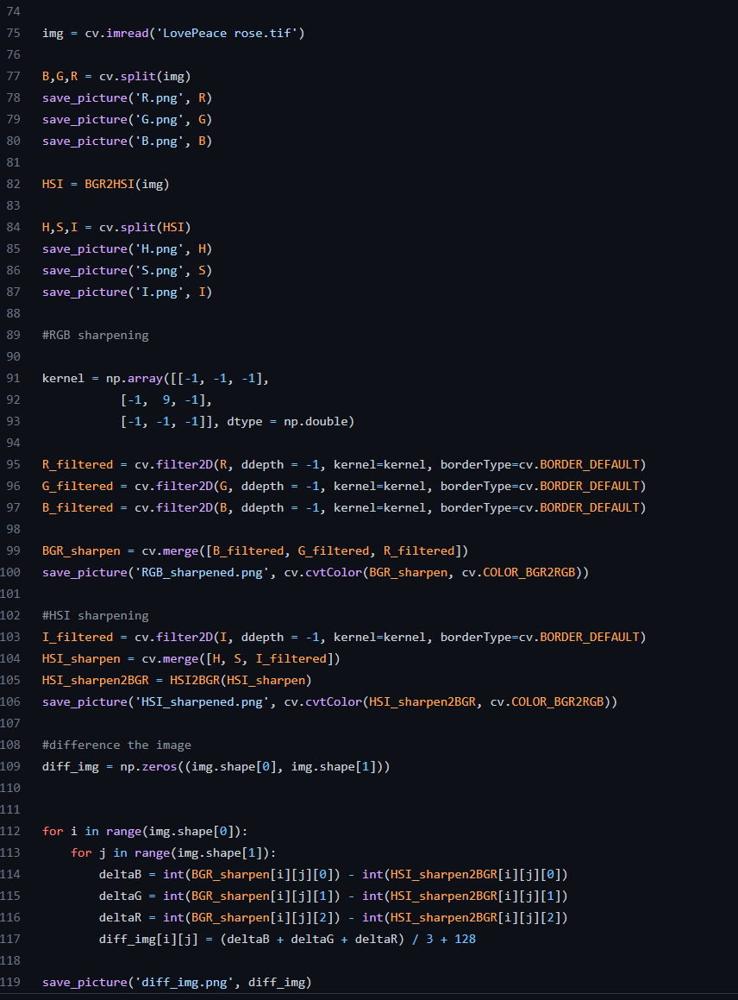 74
75 img = cv.imread('LovePeace rose.tif')
76
77 B,G,R = cv.split(img)
78 save_picture('R.png', R)
79 save_picture('G.png', G)
80 save_picture('B.png', B)
81
82 HSI = BGR2HSI(img)
83
84 H,S,I = cv.split(HSI)
85 save_picture('H.png', H)
86 save_picture('S.png', S)
87 save_picture('I.png', I)
88
89 #RGB sharpening
90
91 kernel = np.array([[-1, -1, -1],
92            [-1,  9, -1],
93            [-1, -1, -1]], dtype = np.double)
94
95 R_filtered = cv.filter2D(R, ddepth = -1, kernel=kernel, borderType=cv.BORDER_DEFAULT)
96 G_filtered = cv.filter2D(G, ddepth = -1, kernel=kernel, borderType=cv.BORDER_DEFAULT)
97 B_filtered = cv.filter2D(B, ddepth = -1, kernel=kernel, borderType=cv.BORDER_DEFAULT)
98
99 BGR_sharpen = cv.merge([B_filtered, G_filtered, R_filtered])
100 save_picture('RGB_sharpened.png', cv.cvtColor(BGR_sharpen, cv.COLOR_BGR2RGB))
101
102 #HSI sharpening
103 I_filtered = cv.filter2D(I, ddepth = -1, kernel=kernel, borderType=cv.BORDER_DEFAULT)
104 HSI_sharpen = cv.merge([H, S, I_filtered])
105 HSI_sharpen2BGR = HSI2BGR(HSI_sharpen)
106 save_picture('HSI_sharpened.png', cv.cvtColor(HSI_sharpen2BGR, cv.COLOR_BGR2RGB))
107
108 #difference the image
109 diff_img = np.zeros((img.shape[0], img.shape[1]))
110
111
112 for i in range(img.shape[0]):
113     for j in range(img.shape[1]):
114         deltaB = int(BGR_sharpen[i][j][0]) - int(HSI_sharpen2BGR[i][j][0])
115         deltaG = int(BGR_sharpen[i][j][1]) - int(HSI_sharpen2BGR[i][j][1])
116         deltaR = int(BGR_sharpen[i][j][2]) - int(HSI_sharpen2BGR[i][j][2])
117         diff_img[i][j] = (deltaB + deltaG + deltaR) / 3 + 128
118
119 save_picture('diff_img.png', diff_img)